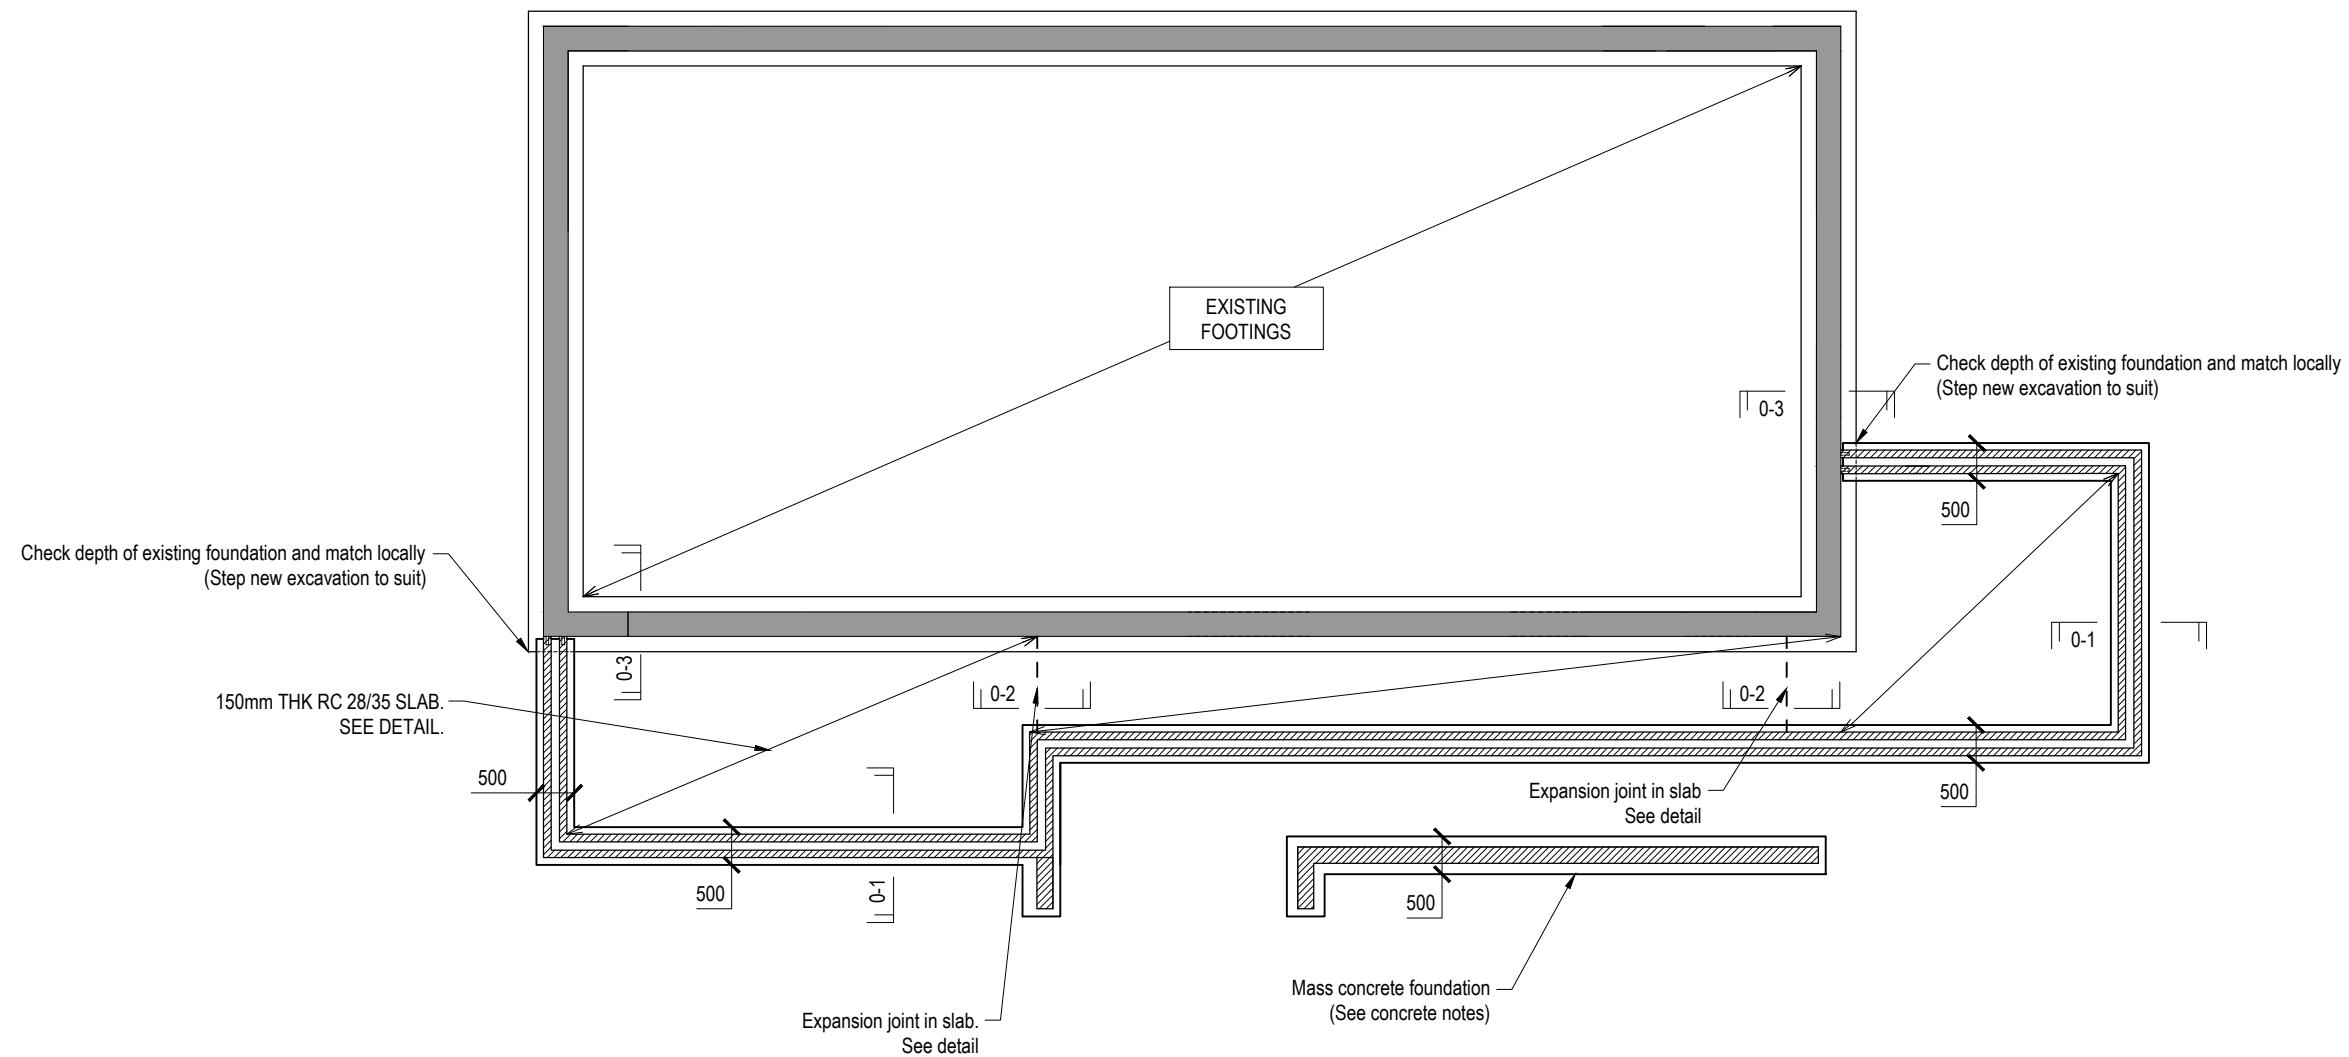 EXISTING
FOOTINGS
Check depth of existing foundation and match locally
(Step new excavation to suit)
0-3
500
Check depth of existing foundation and match locally
(Step new excavation to suit)
0-1
0-3
0-2
0-2
150mm THK RC 28/35 SLAB.
SEE DETAIL.
500
Expansion joint in slab
See detail
500
500
0-1
500
Mass concrete foundation
(See concrete notes)
Expansion joint in slab.
See detail